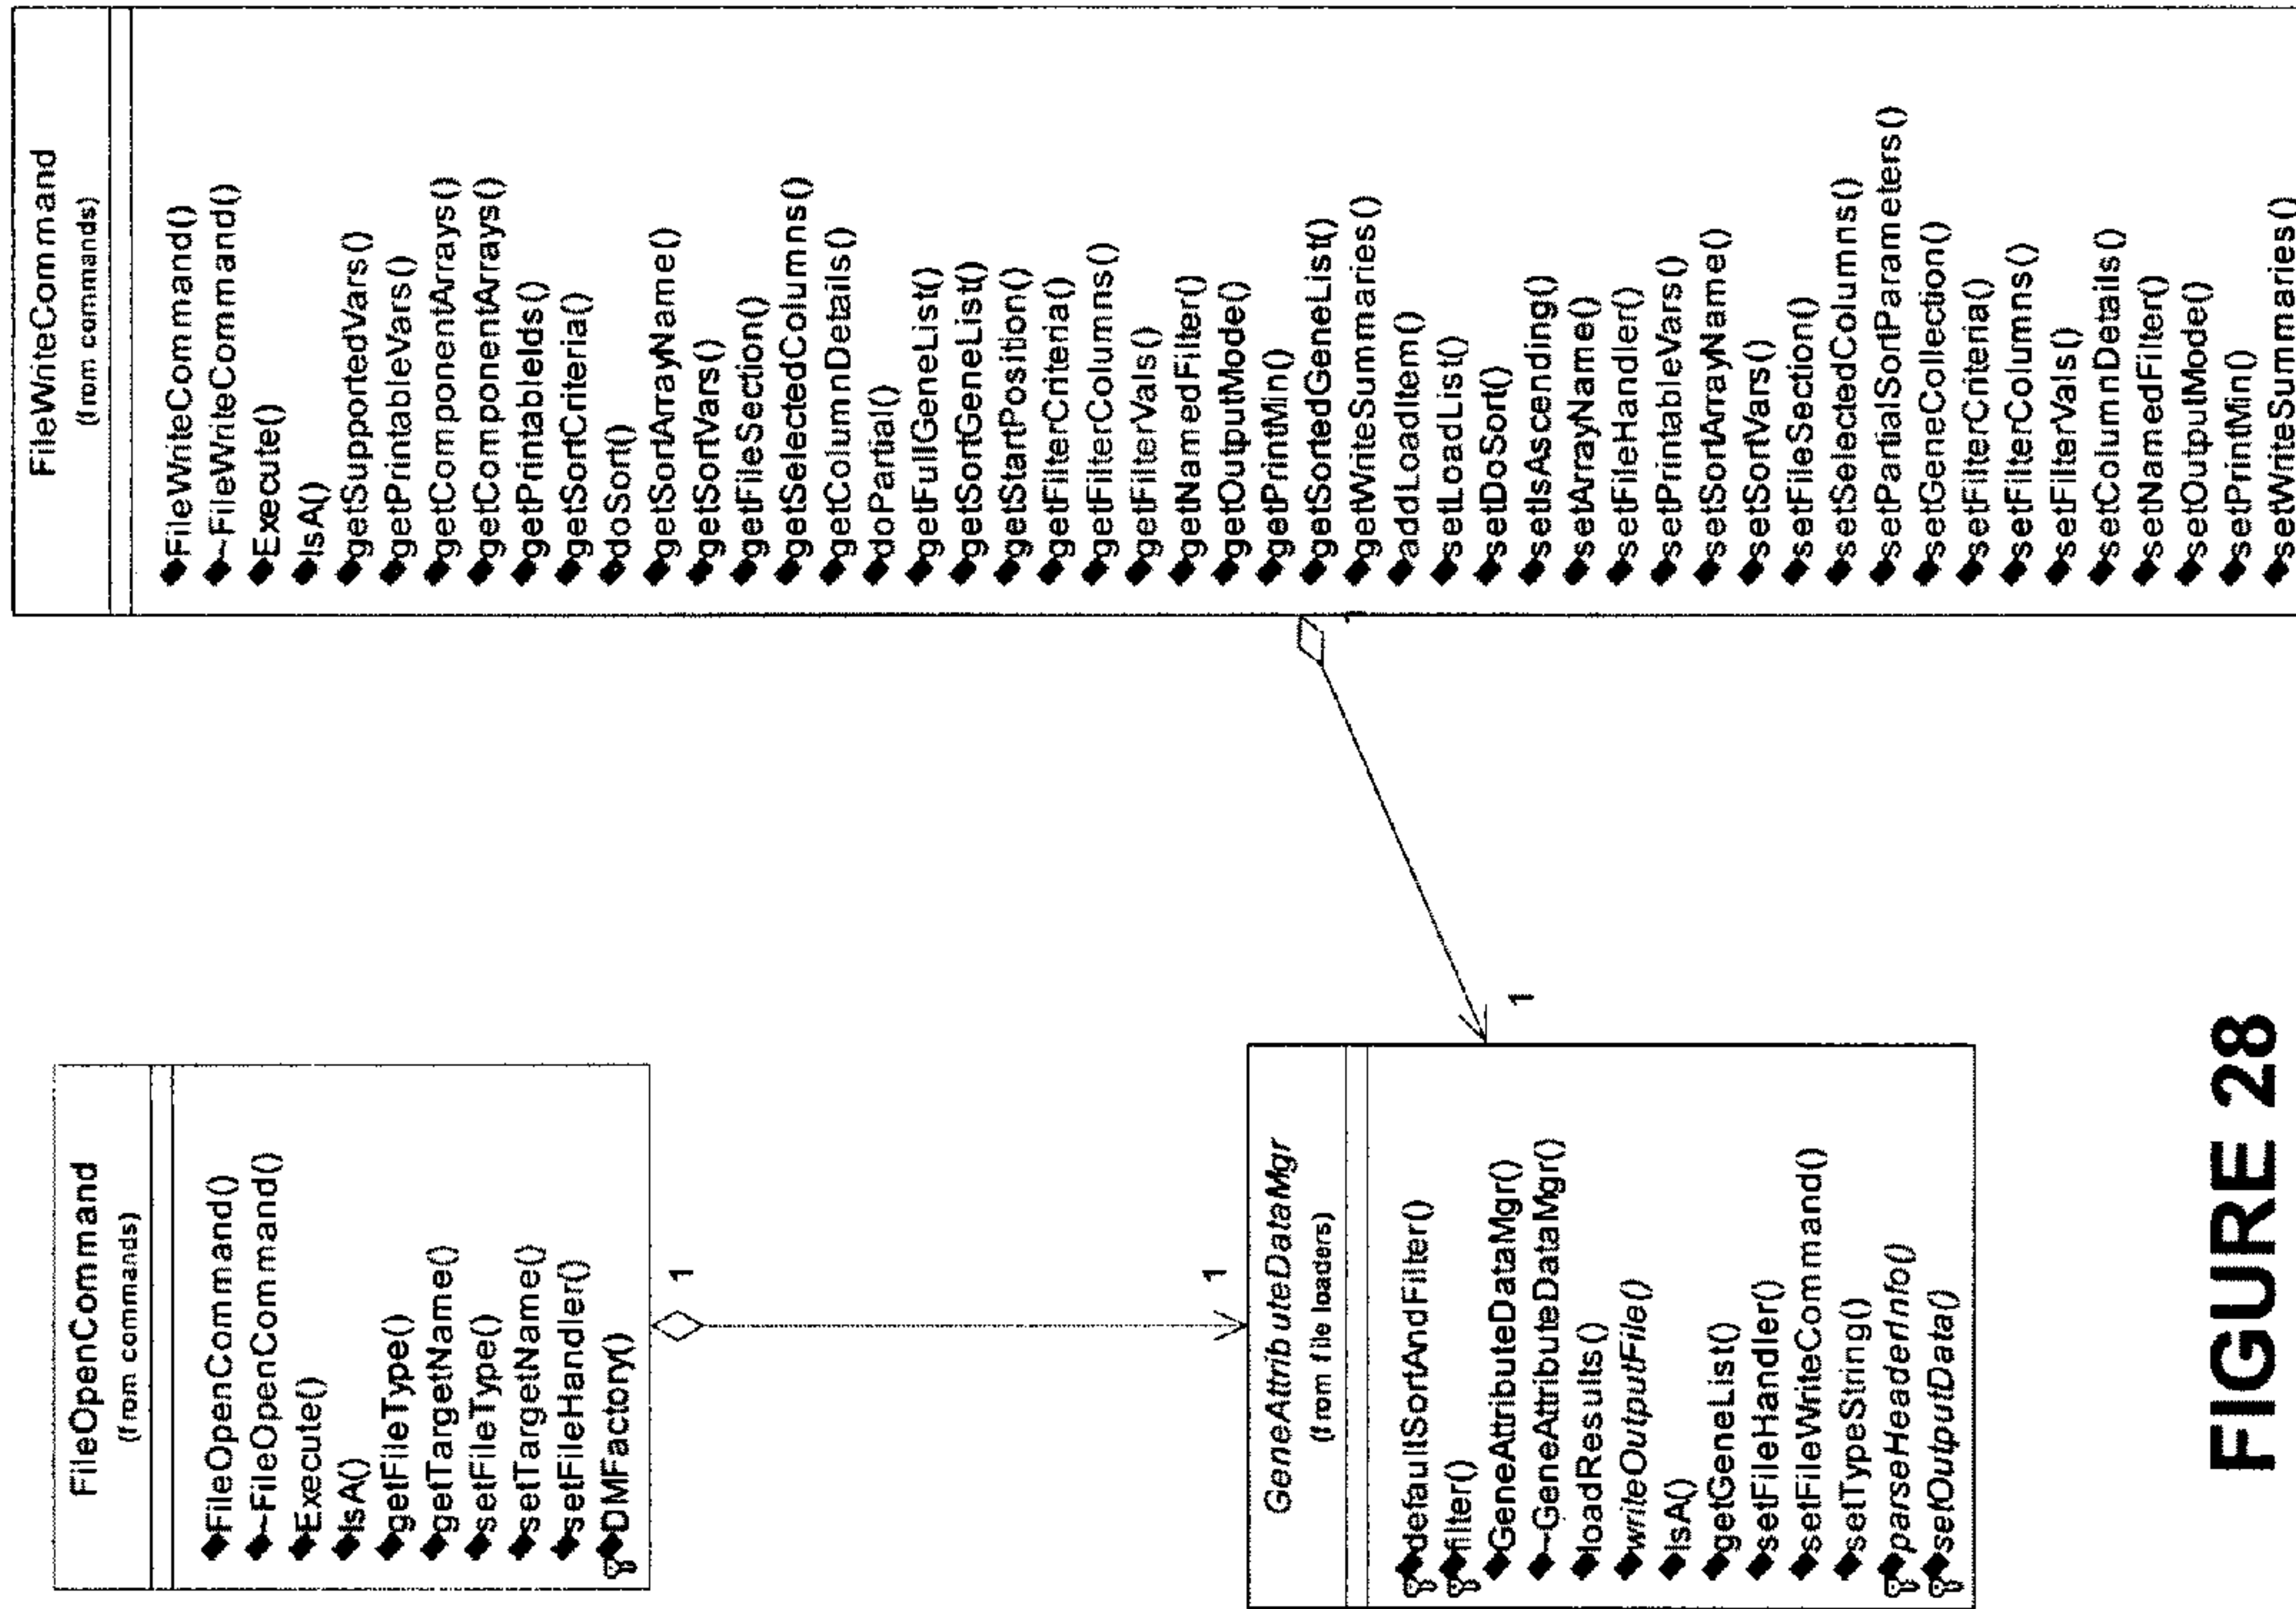 FileWriteCommand
(from commands)
FileWriteCommand()
~FileWriteCommand()
Execute()
IsA()
getSupportedVars()
getPrintableVars()
getComponentArrays()
getComponentArrays()
getPrintableIds()
getSortCriteria()
doSort()
getSortArrayName()
getSortVars()
getFileSection()
getSelectedColumns()
getColumnDetails()
doPartial()
getFullGeneList()
getSortGeneList()
getStartPosition()
getFilterCriteria()
getFilterColumns()
getFilterVals()
getNamedFilter()
getOutputMode()
getPrintMin()
getSortedGeneList()
getWriteSummaries()
addLoadItem()
setLoadList()
setDoSort()
setIsAscending()
setArrayName()
setFileHandler()
setPrintableVars()
setSortArrayName()
setSortVars()
setFileSection()
setSelectedColumns()
setPartialSortParameters()
setGeneCollection()
setFilterCriteria()
setFilterColumns()
setFilterVals()
setColumnDetails()
setNamedFilter()
setOutputMode()
setPrintMin()
setWriteSummaries()
FileOpenCommand
(from commands)
FileOpenCommand()
~FileOpenCommand()
Execute()
IsA()
getFileType()
getTargetName()
setFileType()
setTargetName()
setFileHandler()
DMFactory()
1
1
1
GeneAttributeDataMgr
(from file loaders)
defaultSortAndFilter()
filter()
GeneAttributeDataMgr()
~GeneAttributeDataMgr()
loadResults()
writeOutputFile()
IsA()
getGeneList()
setFileHandler()
setFileWriteCommand()
setTypeString()
parseHeaderInfo()
setOutputData()
FIGURE 28